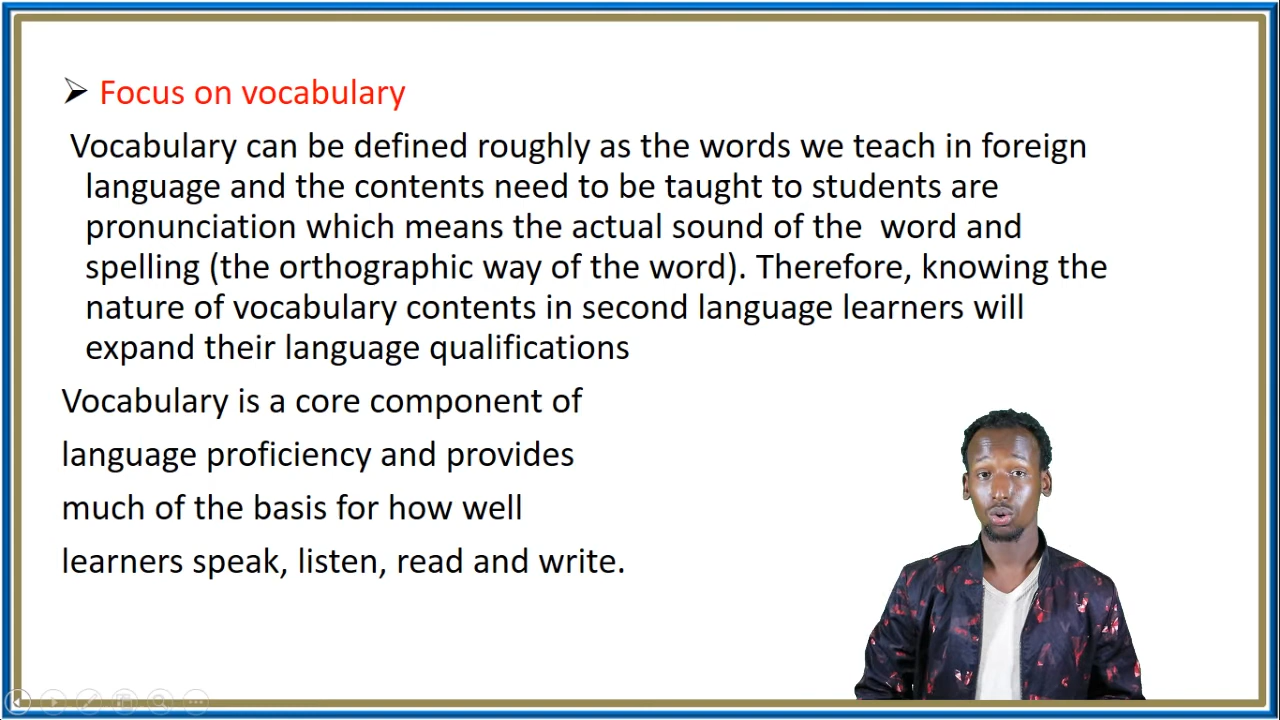 Focus on vocabulary
Vocabulary can be defined roughly as the words we teach in foreign
language and the contents need to be taught to students are
pronunciation which means the actual sound of the  word and
spelling (the orthographic way of the word). Therefore, knowing the
nature of vocabulary contents in second language learners will
expand their language qualifications
Vocabulary is a core component of
language proficiency and provides
much of the basis for how well
learners speak, listen, read and write.